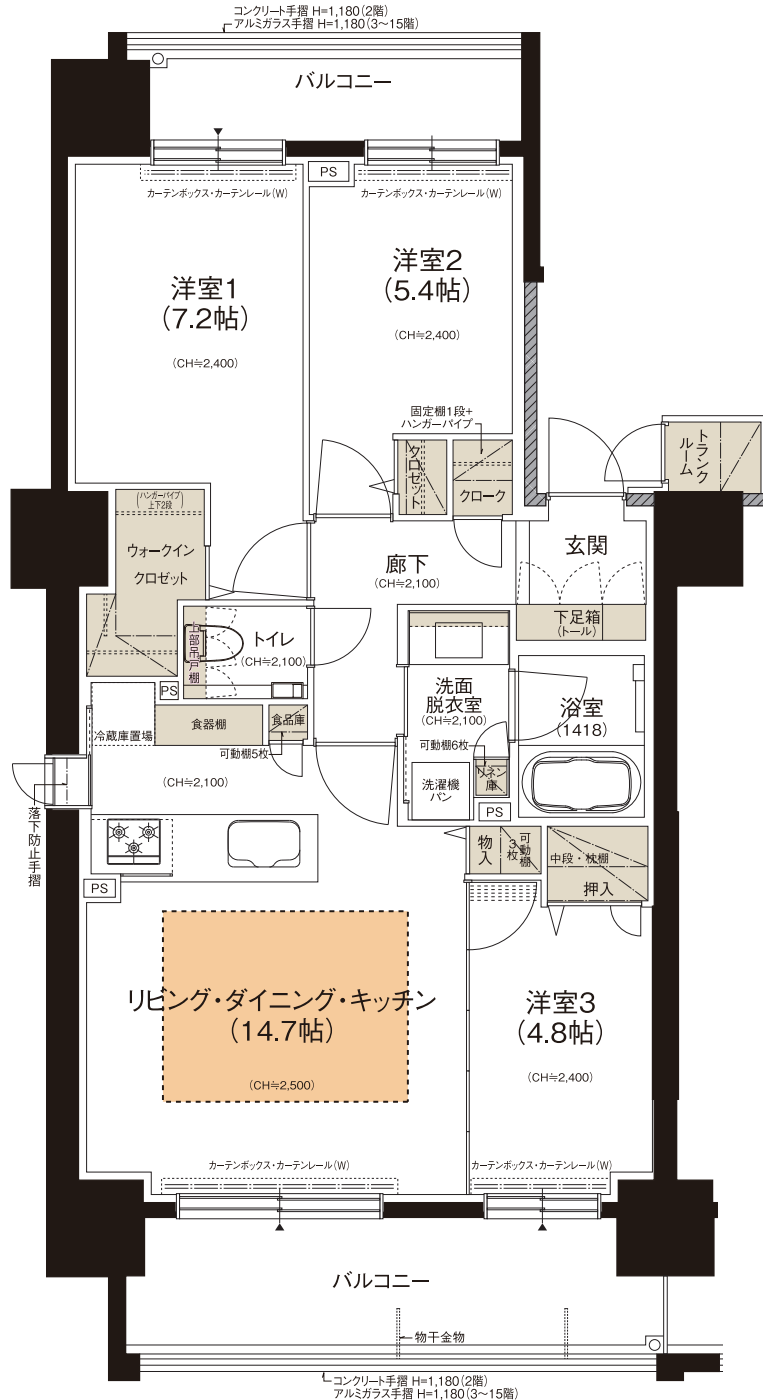 コンクリート手摺 H=1,180(2階)
アルミガラス手摺 H=1,180(3〜15階)
バルコニー
PS
カーテンボックス・カーテンレール(W)
カーテンボックス・カーテンレール(W)
洋室1
(7.2帖)
(CH≒2,400)
洋室2
(5.4帖)
(CH≒2,400)
固定棚1段+
ハンガーパイプ
クロゼット
クローク
トランク
ルーム
(ハンガーパイプ)
上下2段
ウォークイン
クロゼット
廊下
(CH≒2,100)
玄関
下足箱
(トール)
上部吊戸棚
トイレ
(CH≒2,100)
洗面
脱衣室
(CH≒2,100)
浴室
(1418)
PS
冷蔵庫置場
食器棚
食品庫
可動棚5枚
可動棚6枚
リネン
庫
洗濯機
パン
PS
(CH≒2,100)
落下防止手摺
物入
可動棚
3枚
中段・枕棚
押入
PS
リビング・ダイニング・キッチン
(14.7帖)
(CH≒2,500)
洋室3
(4.8帖)
(CH≒2,400)
カーテンボックス・カーテンレール(W)
カーテンボックス・カーテンレール(W)
バルコニー
物干金物
コンクリート手摺 H=1,180(2階)
アルミガラス手摺 H=1,180(3〜15階)